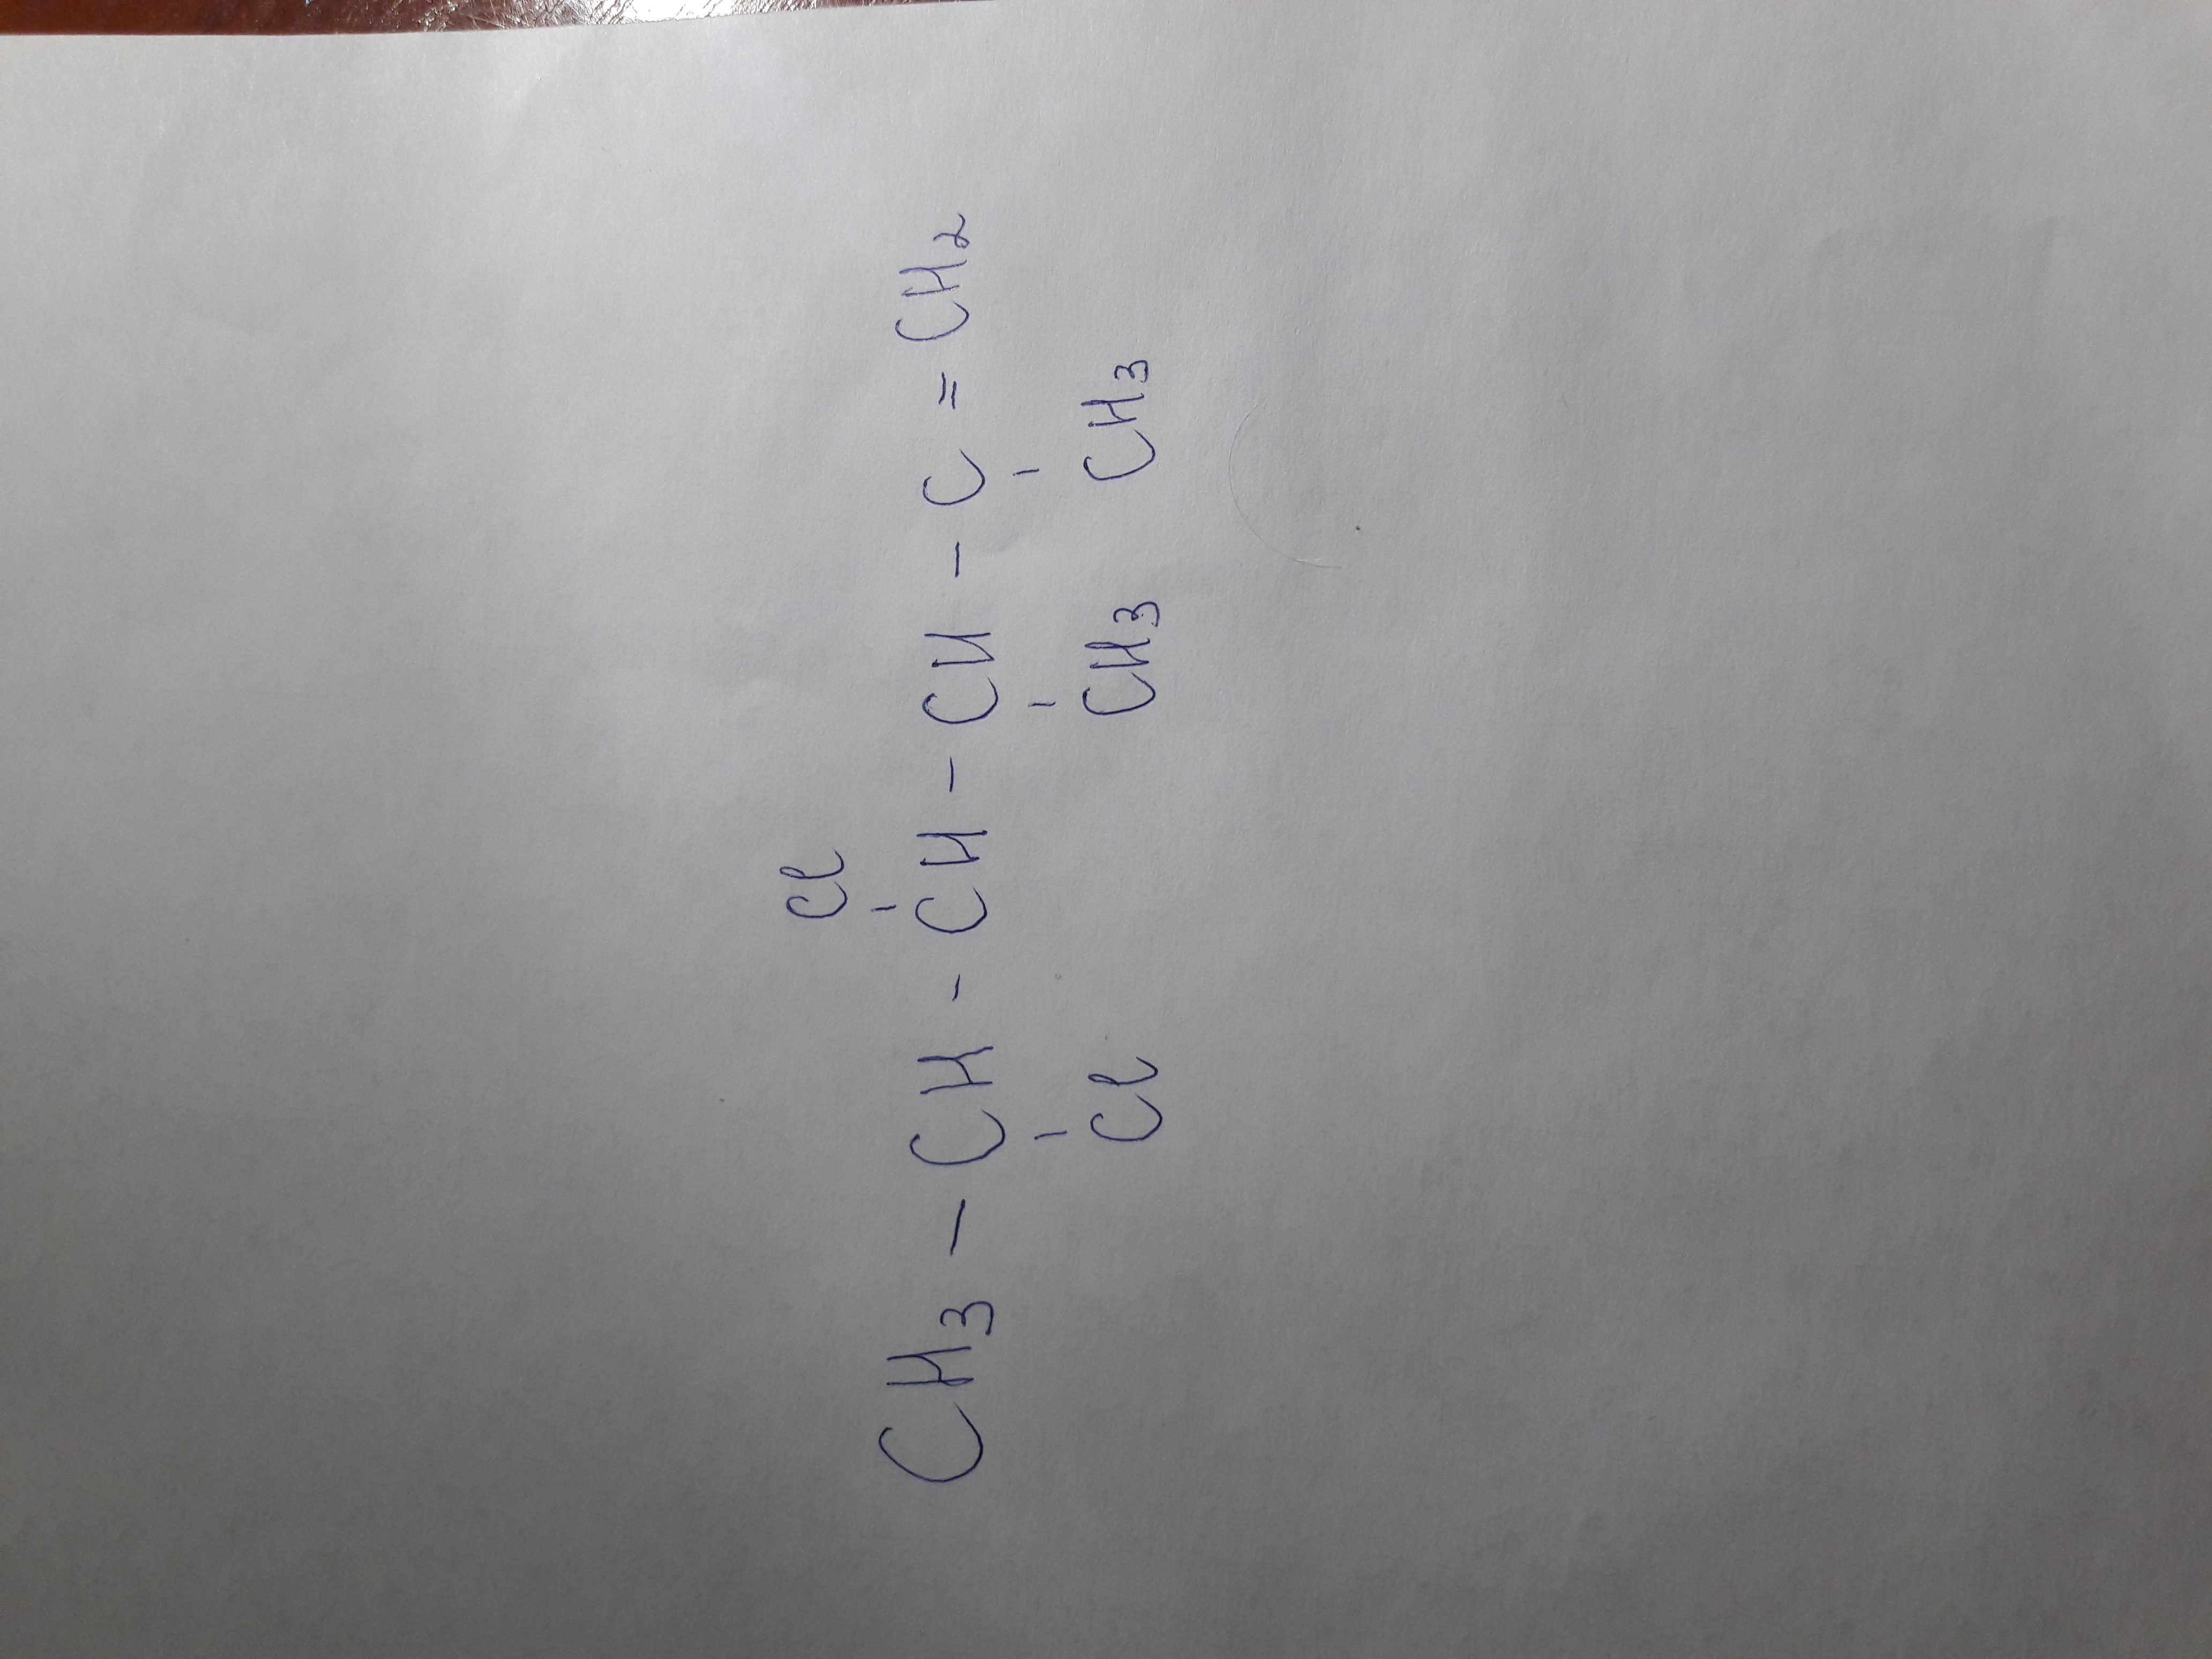 Cl
CH3 – CH - CH – CH – C = CH2
Cl CH3 CH3